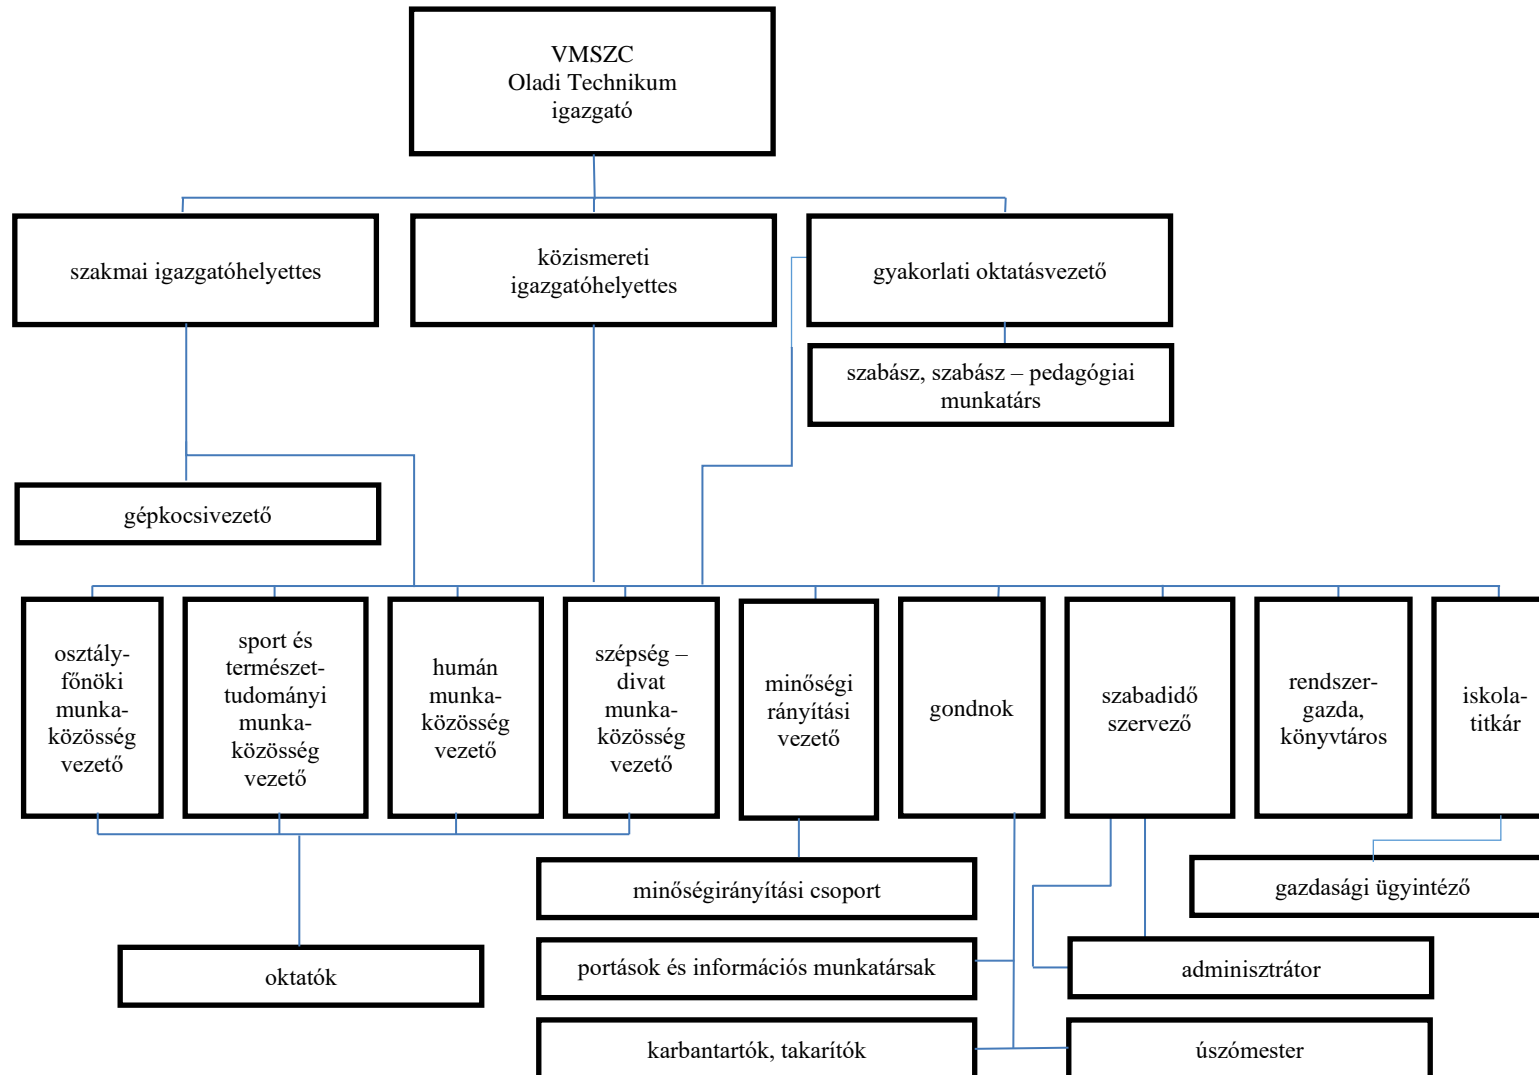 VMSZC
Oladi Technikum
igazgató
szakmai igazgatóhelyettes
közismereti
igazgatóhelyettes
gyakorlati oktatásvezető
szabász, szabász – pedagógiai
munkatárs
gépkocsivezető
osztály-
főnöki
munka-
közösség
vezető
sport és
természet-
tudományi
munka-
közösség
vezető
humán
munka-
közösség
vezető
szépség –
divat
munka-
közösség
vezető
minőségi
rányítási
vezető
gondnok
szabadidő
szervező
rendszer-
gazda,
könyvtáros
iskola-
titkár
minőségirányítási csoport
gazdasági ügyintéző
portások és információs munkatársak
adminisztrátor
oktatók
karbantartók, takarítók
úszómester